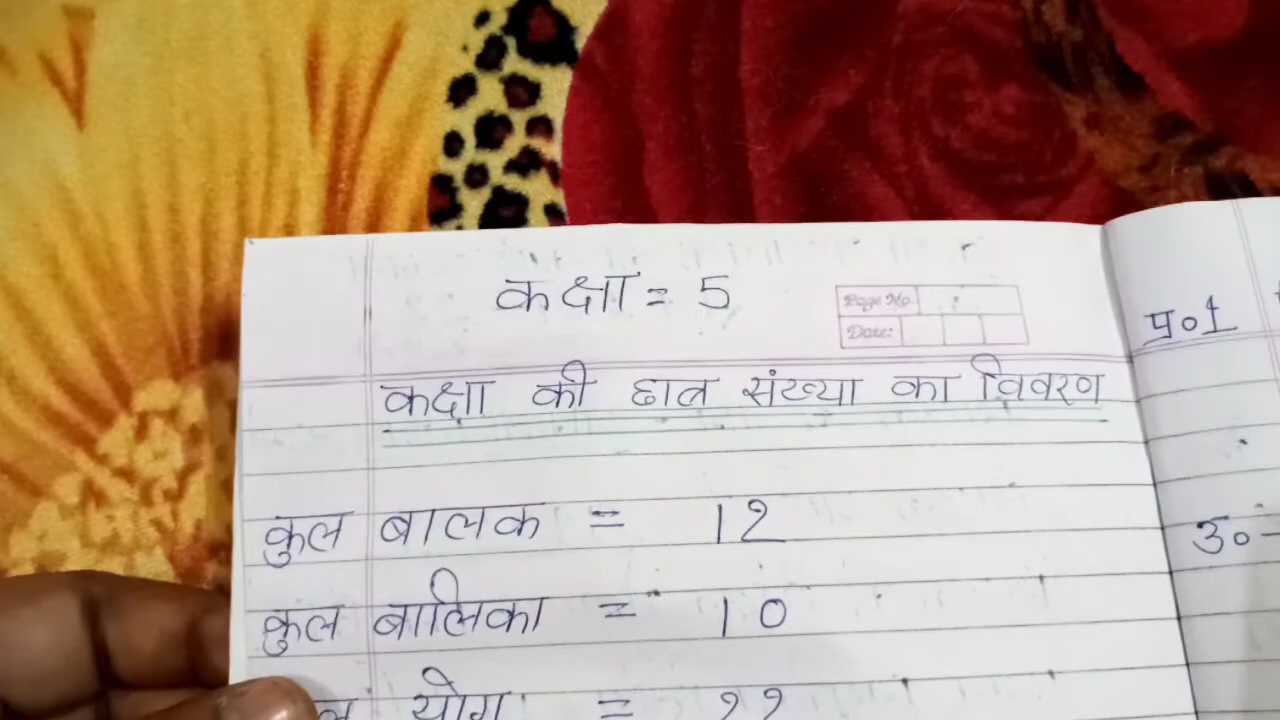 कक्षा = 5
Page No.
Date:
कक्षा की छात्र संख्या का विवरण
कुल बालक = 12
कुल बालिका = 10
योग = 22
प्र०1
उ०-